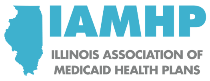 IAMHP
ILLINOIS ASSOCIATION OF
MEDICAID HEALTH PLANS